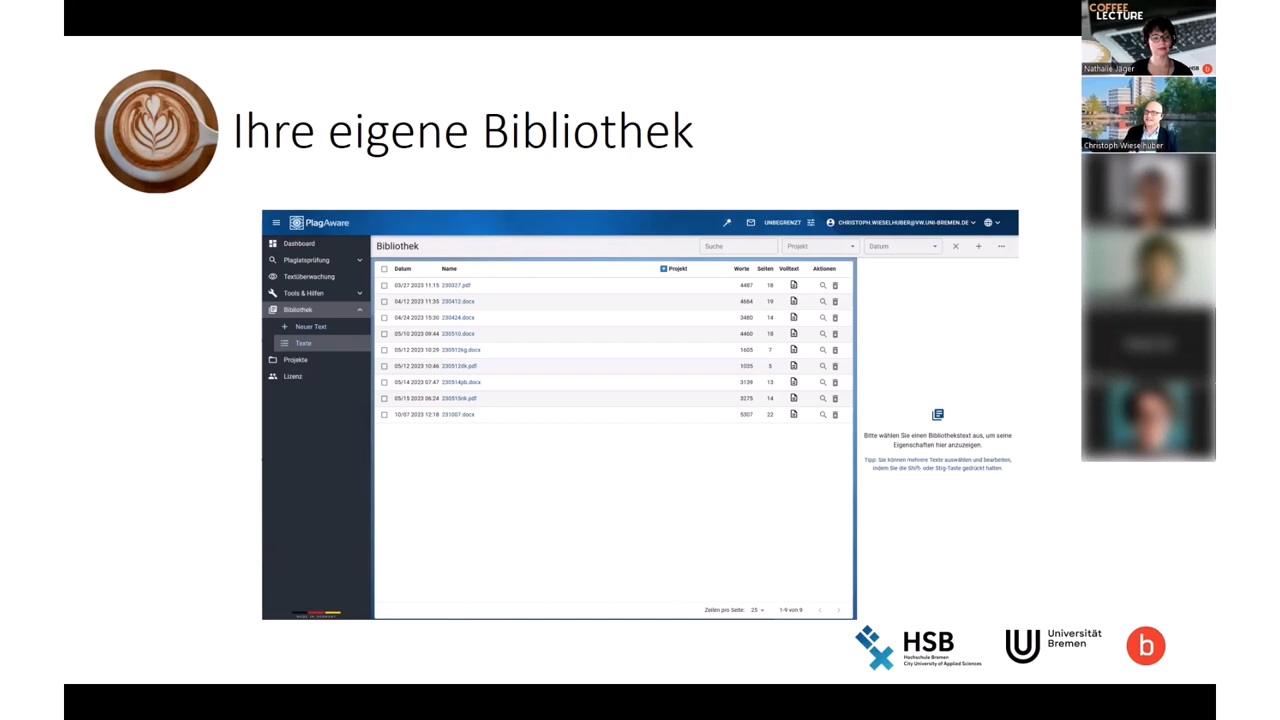 COFFEE
LECTURE
Nathalie Jäger
Christoph Wieselhuber
Ihre eigene Bibliothek
PlagAware
UNBEGRENZT
CHRISTOPH.WIESELHUBER@VW.UNI-BREMEN.DE
Dashboard
Plagiatsprüfung
Textüberwachung
Tools & Hilfen
Bibliothek
Neuer Text
Texte
Projekte
Lizenz
Bibliothek
Suche
Projekt
Datum
Datum Name Projekt Worte Seiten Volltext Aktionen
03/27 2023 11:15 230327.pdf 4487 18
04/12 2023 11:35 230412.docx 4664 19
04/24 2023 15:30 230424.docx 3480 14
05/10 2023 09:44 230510.docx 4460 18
05/12 2023 10:29 230512bg.docx 1605 7
05/12 2023 10:46 230512dk.pdf 1035 5
05/14 2023 07:47 230514pb.docx 3139 13
05/15 2023 06:24 230515nk.pdf 3275 14
10/07 2023 12:18 231007.docx 5307 22
Bitte wählen Sie einen Bibliothekstext aus, um seine
Eigenschaften hier anzuzeigen.
Tipp: Sie können mehrere Texte auswählen und bearbeiten,
indem Sie die Shift- oder Strg-Taste gedrückt halten.
Zeilen pro Seite: 25 1-9 von 9
MADE IN GERMANY
HSB
Hochschule Bremen
City University of Applied Sciences
Universität
Bremen
b